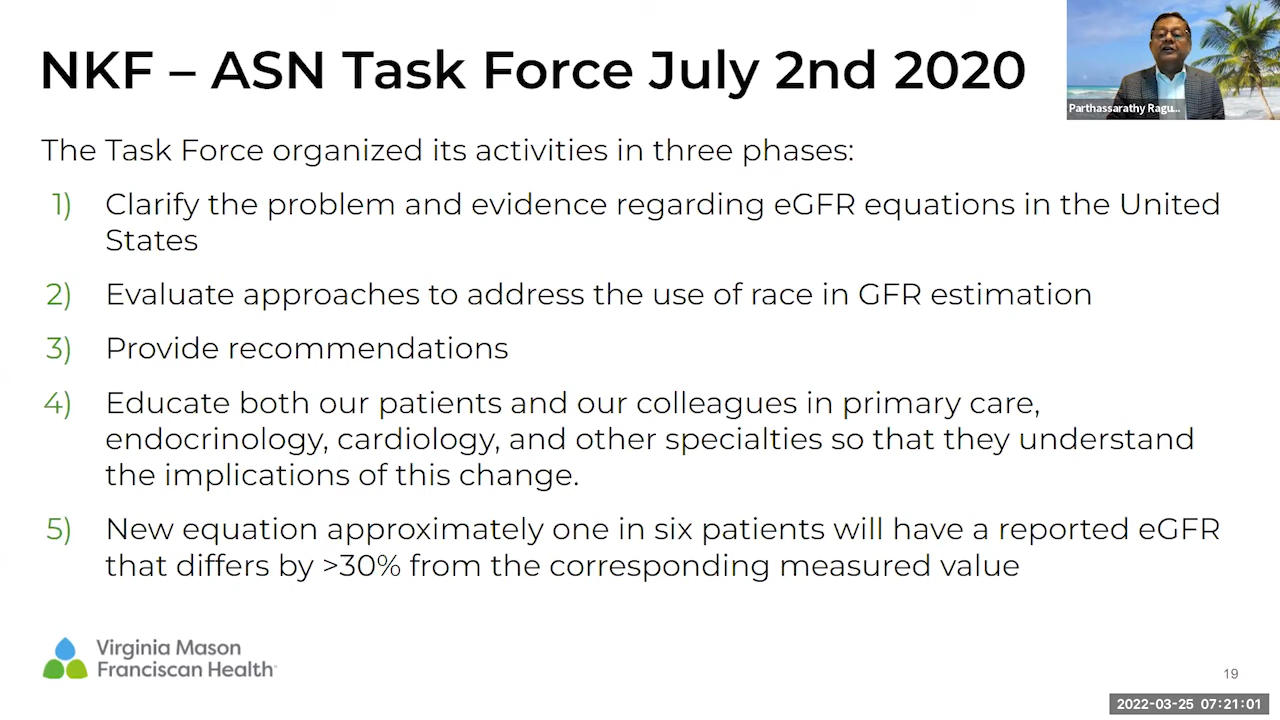 NKF – ASN Task Force July 2nd 2020
Parthassarathy Ragu...
The Task Force organized its activities in three phases:
1) Clarify the problem and evidence regarding eGFR equations in the United
States
2) Evaluate approaches to address the use of race in GFR estimation
3) Provide recommendations
4) Educate both our patients and our colleagues in primary care,
endocrinology, cardiology, and other specialties so that they understand
the implications of this change.
5) New equation approximately one in six patients will have a reported eGFR
that differs by >30% from the corresponding measured value
Virginia Mason
Franciscan Health
19
2022-03-25 07:21:01